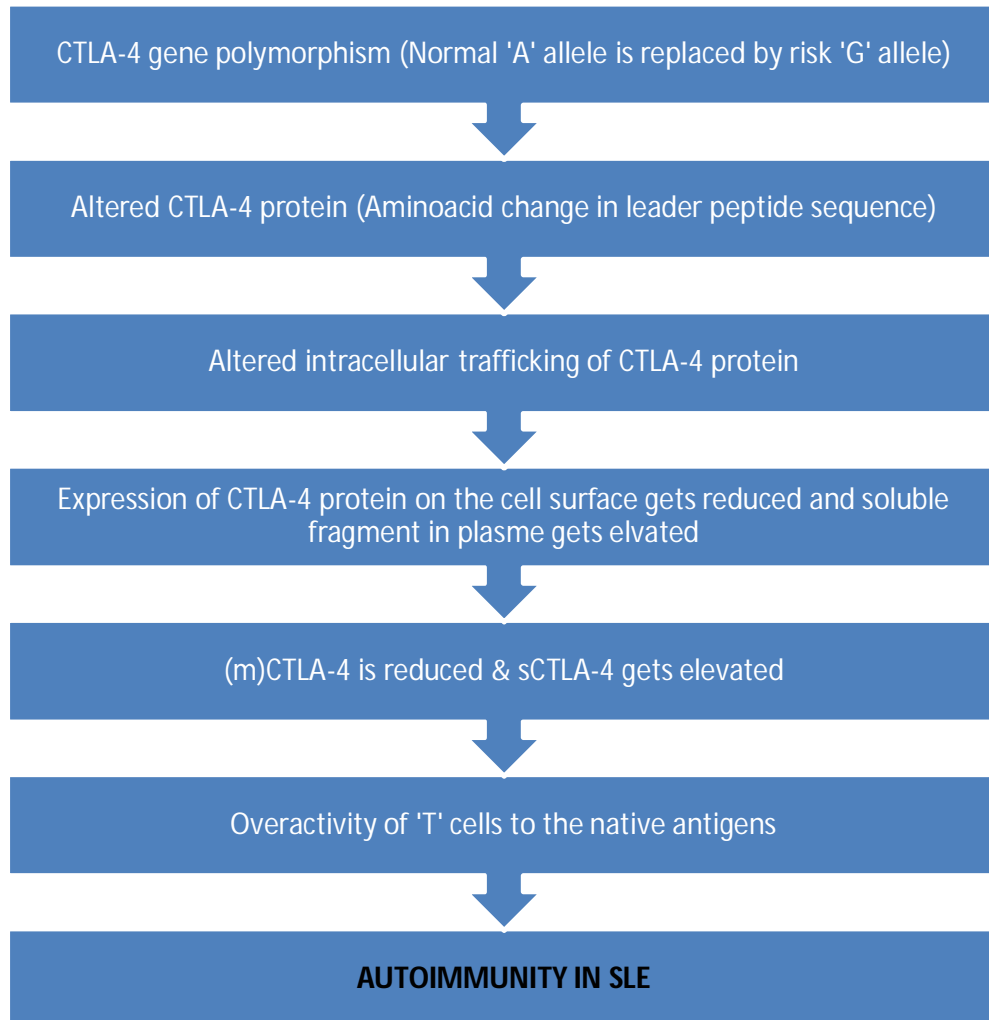 CTLA-4 gene polymorphism (Normal 'A' allele is replaced by risk 'G' allele)
Altered CTLA-4 protein (Aminoacid change in leader peptide sequence)
Altered intracellular trafficking of CTLA-4 protein
Expression of CTLA-4 protein on the cell surface gets reduced and soluble
fragment in plasme gets elvated
(m)CTLA-4 is reduced & sCTLA-4 gets elevated
Overactivity of 'T' cells to the native antigens
AUTOIMMUNITY IN SLE